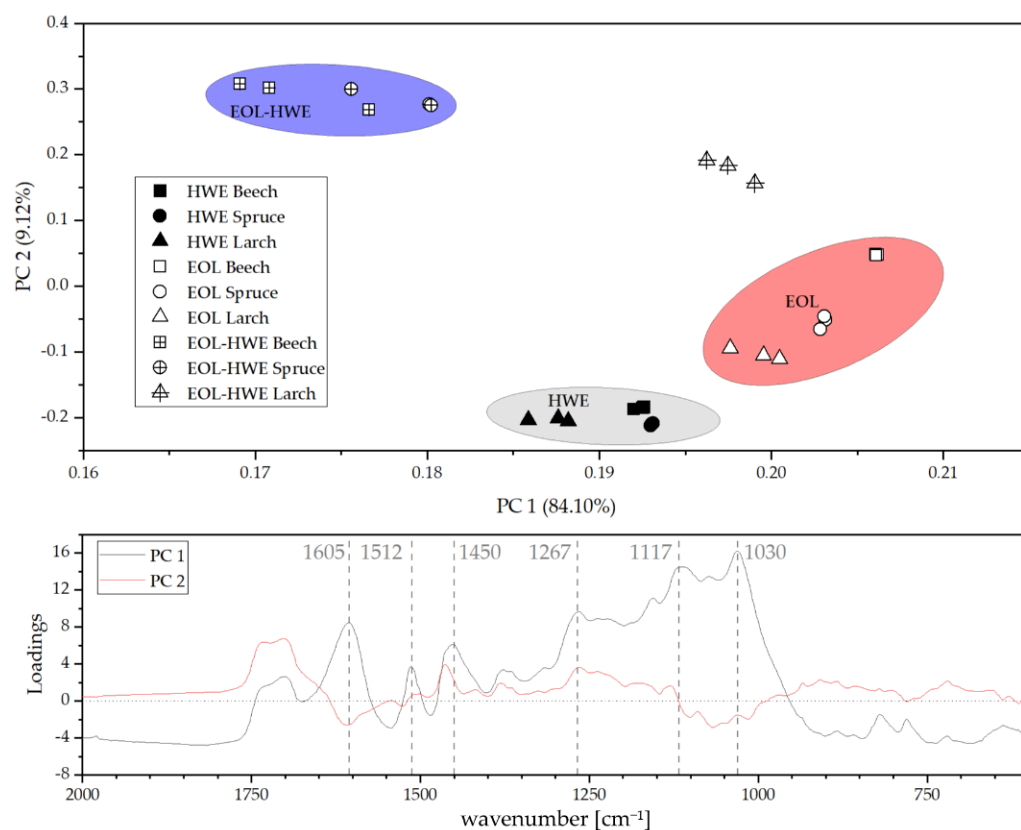 0.4
0.3
0.2
0.1
0.0
-0.1
-0.2
PC 2 (9.12%)
EOL-HWE
HWE Beech
HWE Spruce
HWE Larch
EOL Beech
EOL Spruce
EOL Larch
EOL-HWE Beech
EOL-HWE Spruce
EOL-HWE Larch
EOL
HWE
0.16 0.17 0.18 0.19 0.20 0.21
PC 1 (84.10%)
16
12
8
4
0
-4
-8
Loadings
PC 1
PC 2
1605 1512 1450 1267 1117 1030
2000 1750 1500 1250 1000 750
wavenumber [cm⁻¹]